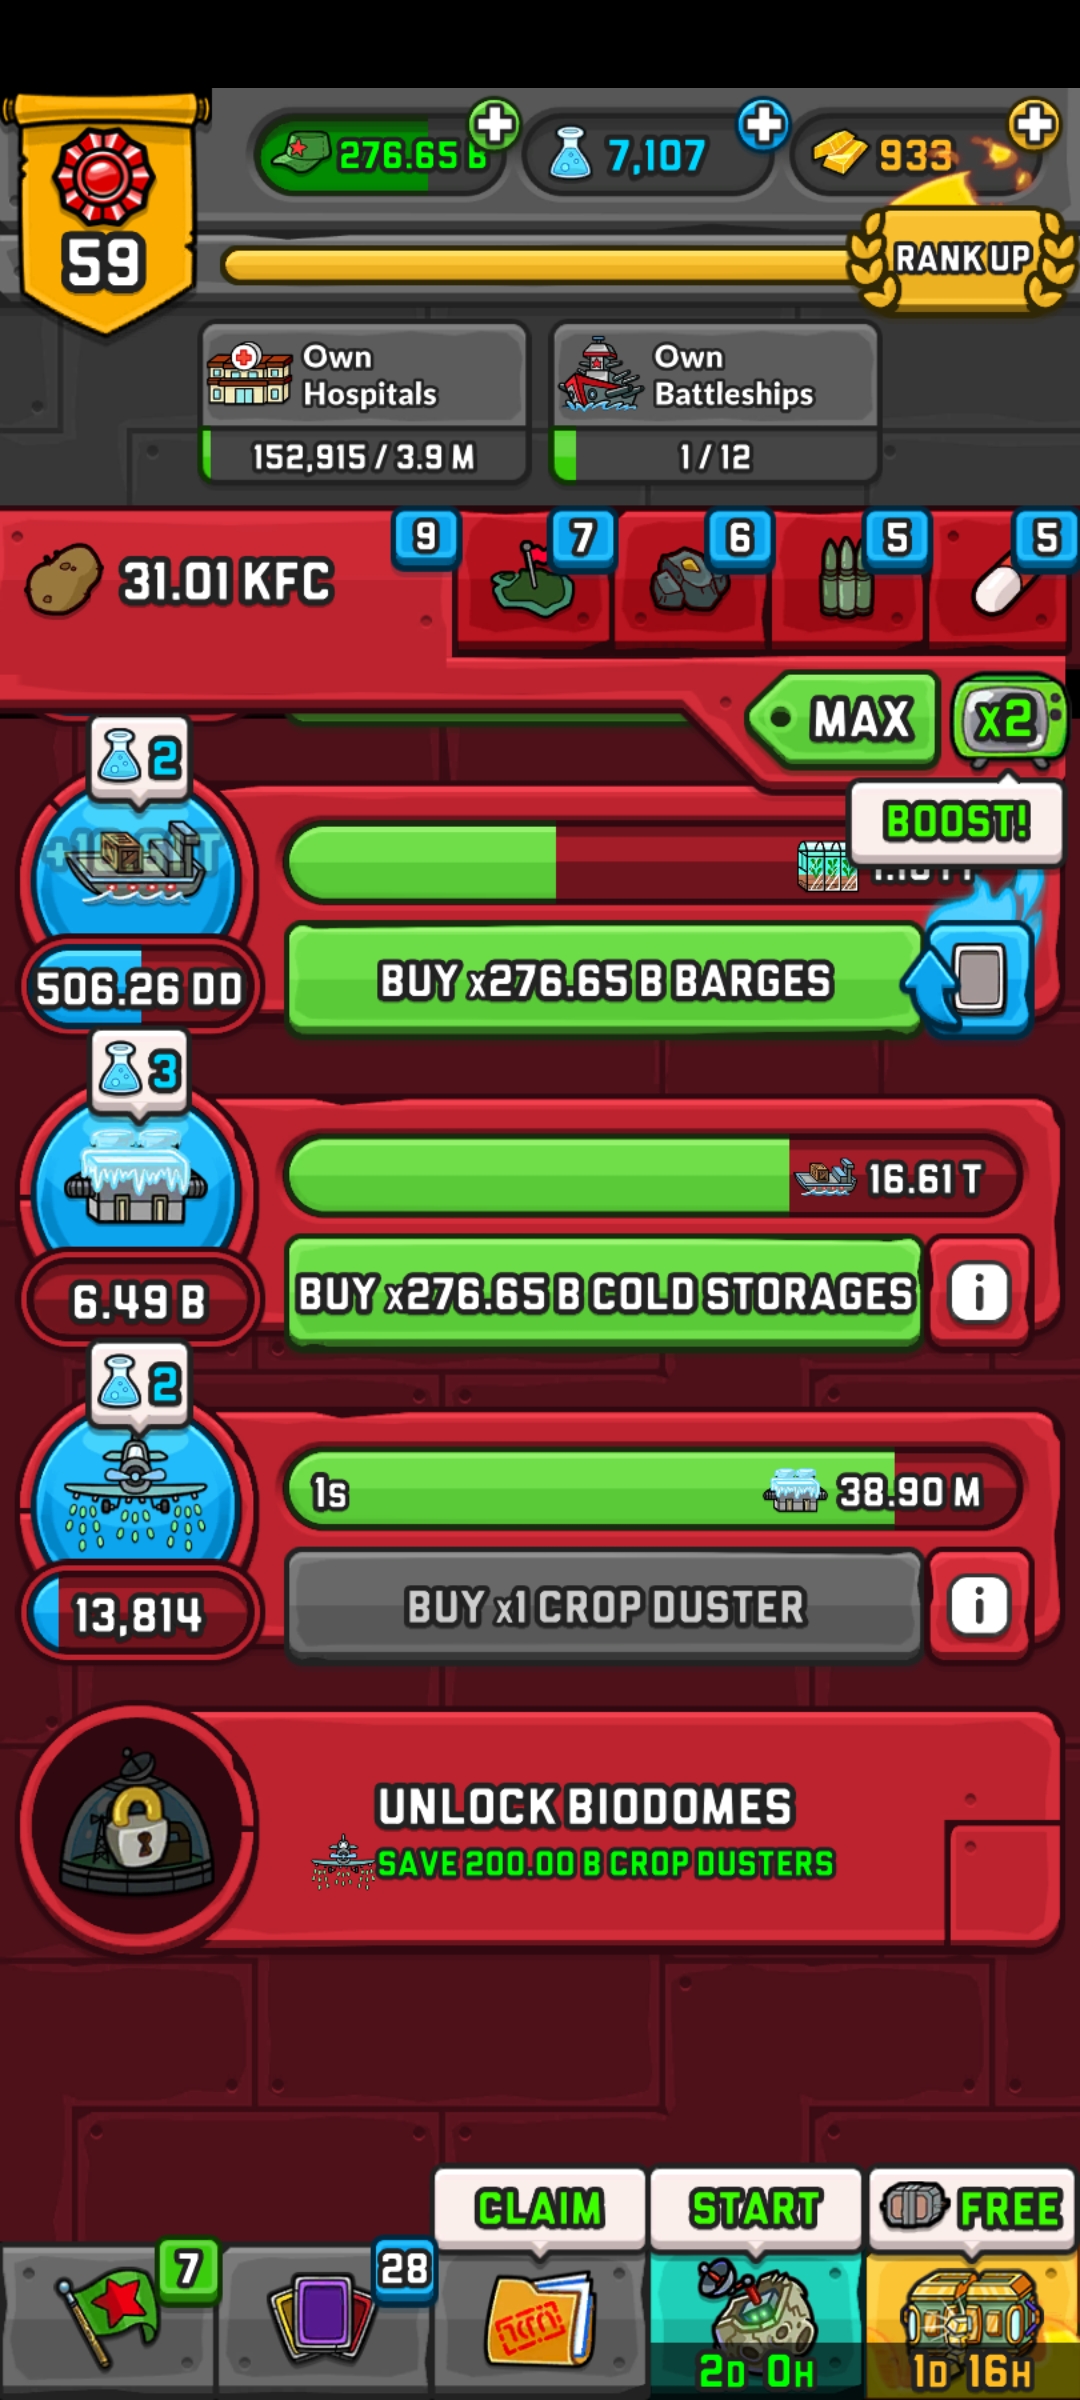 276.65 B
7,107
933
59
RANK UP
Own
Hospitals
152,915 / 3.9 M
Own
Battleships
1 / 12
31.01 KFC
9
7
6
5
5
MAX
x2
BOOST!
2
506.26 DD
BUY x276.65 B BARGES
3
16.61 T
6.49 B
BUY x276.65 B COLD STORAGES
i
2
1s
38.90 M
13,814
BUY x1 CROP DUSTER
i
UNLOCK BIODOMES
SAVE 200.00 B CROP DUSTERS
CLAIM
START
FREE
7
28
2D 0H
1D 16H